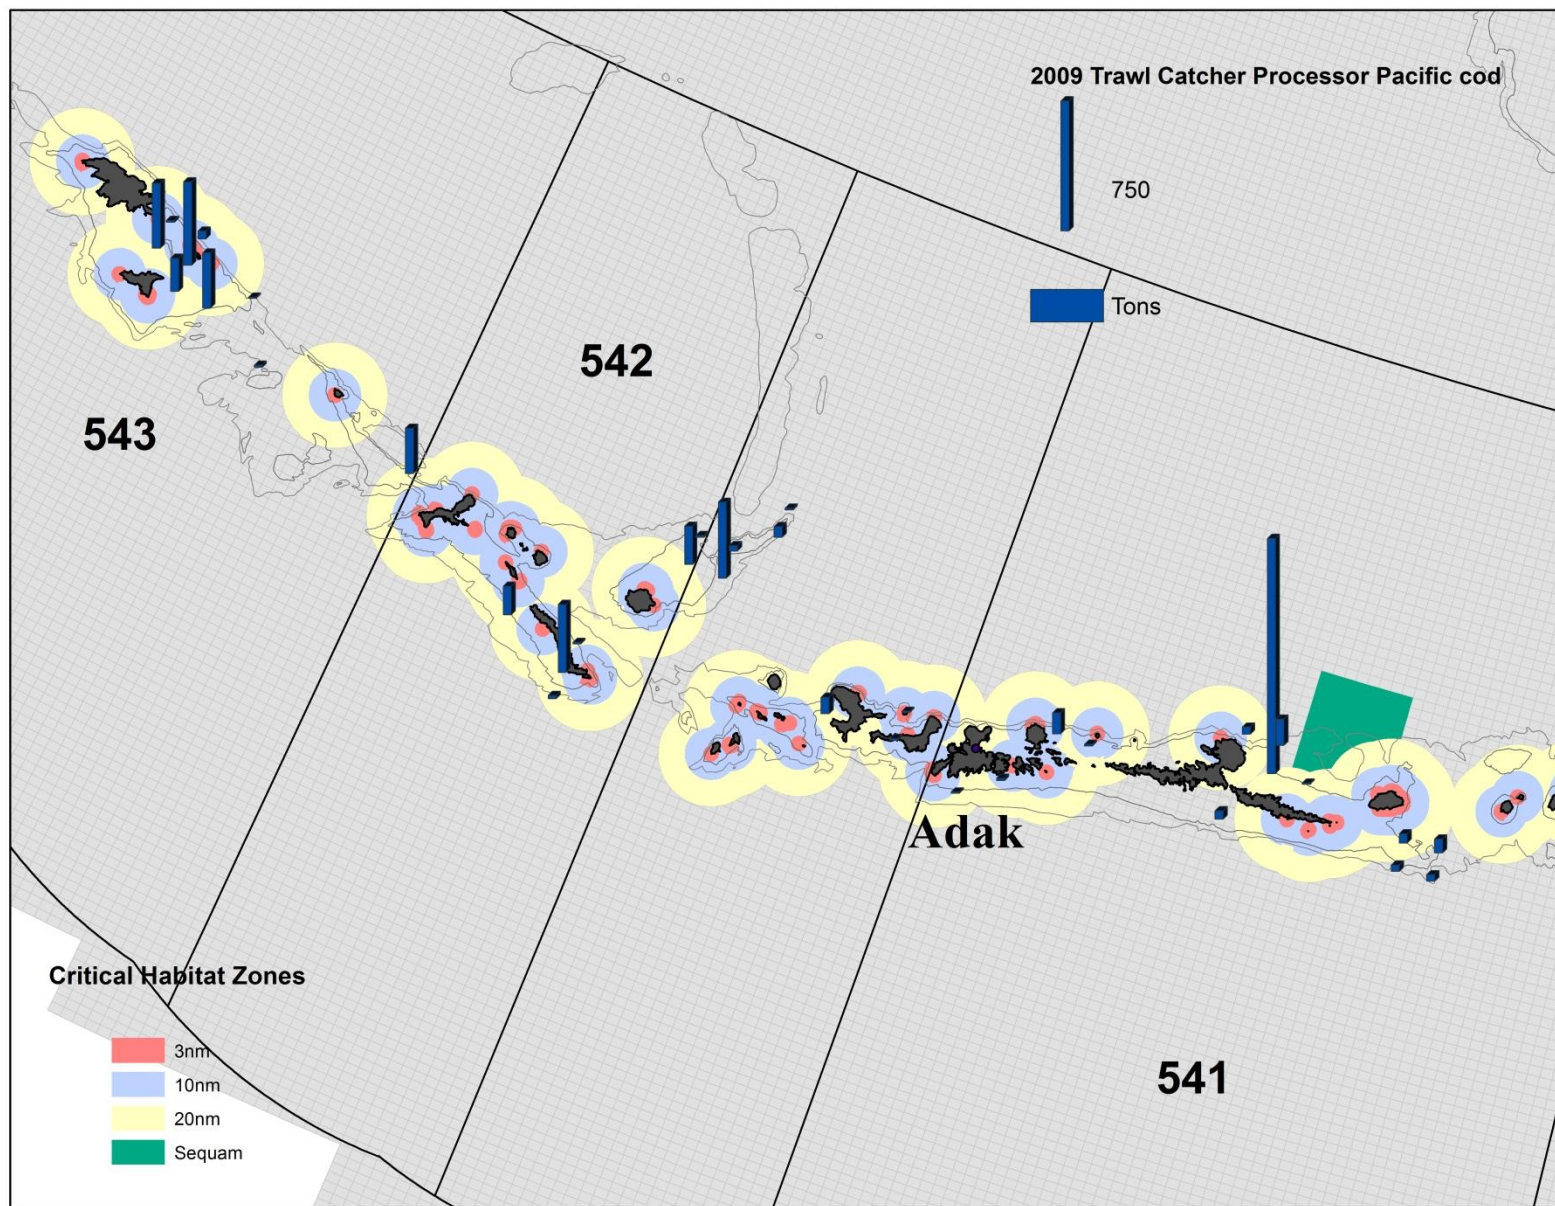 2009 Trawl Catcher Processor Pacific cod
750
Tons
542
543
Adak
541
Critical Habitat Zones
3nm
10nm
20nm
Sequam